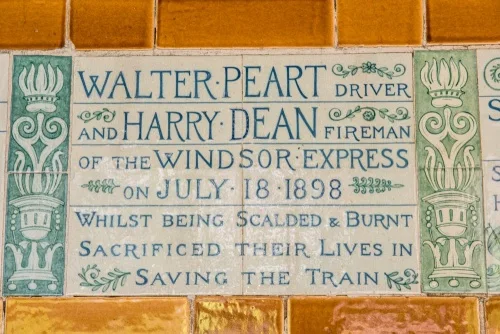 WALTER·PEART DRIVER
AND HARRY·DEAN FIREMAN
OF THE WINDSOR EXPRESS
ON JULY·18·1898
WHILST BEING SCALDED & BURNT
SACRIFICED THEIR LIVES IN
SAVING THE TRAIN